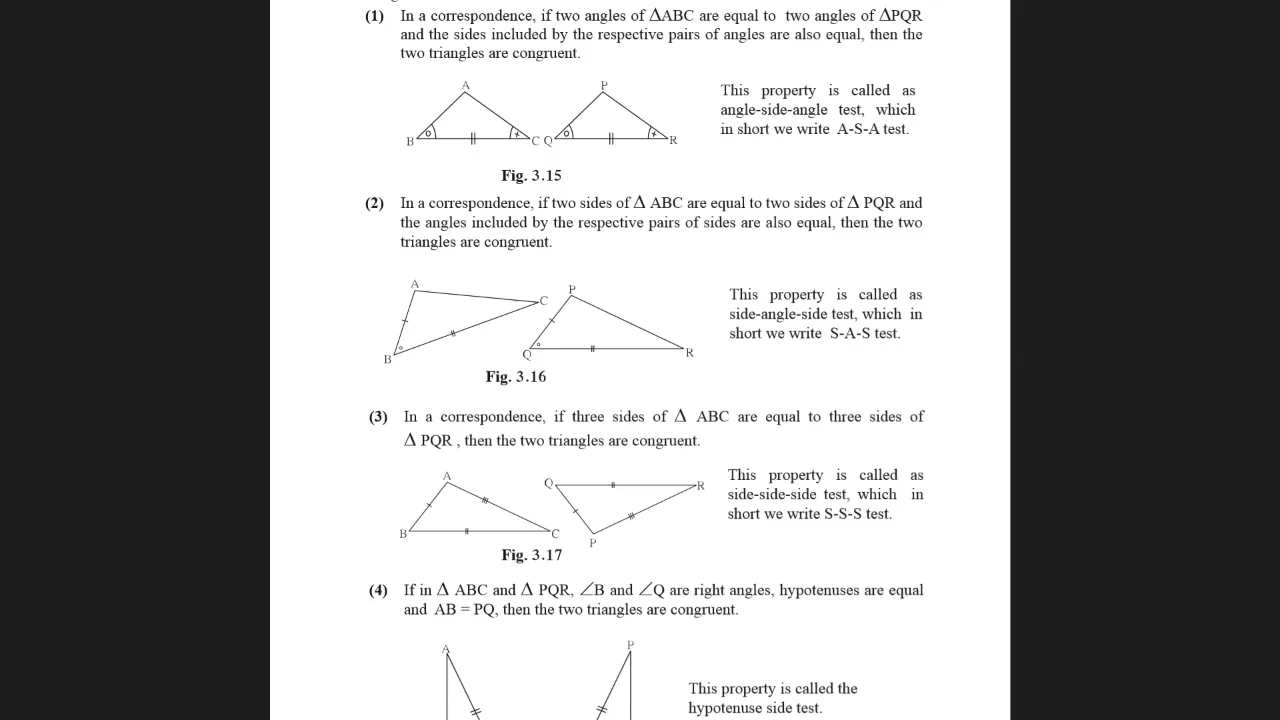 (1) In a correspondence, if two angles of ∆ABC are equal to two angles of ∆PQR
and the sides included by the respective pairs of angles are also equal, then the
two triangles are congruent.
A
P
B
C
Q
R
This property is called as
angle-side-angle test, which
in short we write A-S-A test.
Fig. 3.15
(2) In a correspondence, if two sides of ∆ ABC are equal to two sides of ∆ PQR and
the angles included by the respective pairs of sides are also equal, then the two
triangles are congruent.
A
C
B
P
Q
R
This property is called as
side-angle-side test, which in
short we write S-A-S test.
Fig. 3.16
(3) In a correspondence, if three sides of ∆ ABC are equal to three sides of
∆ PQR , then the two triangles are congruent.
A
B
C
Q
R
P
This property is called as
side-side-side test, which in
short we write S-S-S test.
Fig. 3.17
(4) If in ∆ ABC and ∆ PQR, ∠B and ∠Q are right angles, hypotenuses are equal
and AB = PQ, then the two triangles are congruent.
A
P
This property is called the
hypotenuse side test.